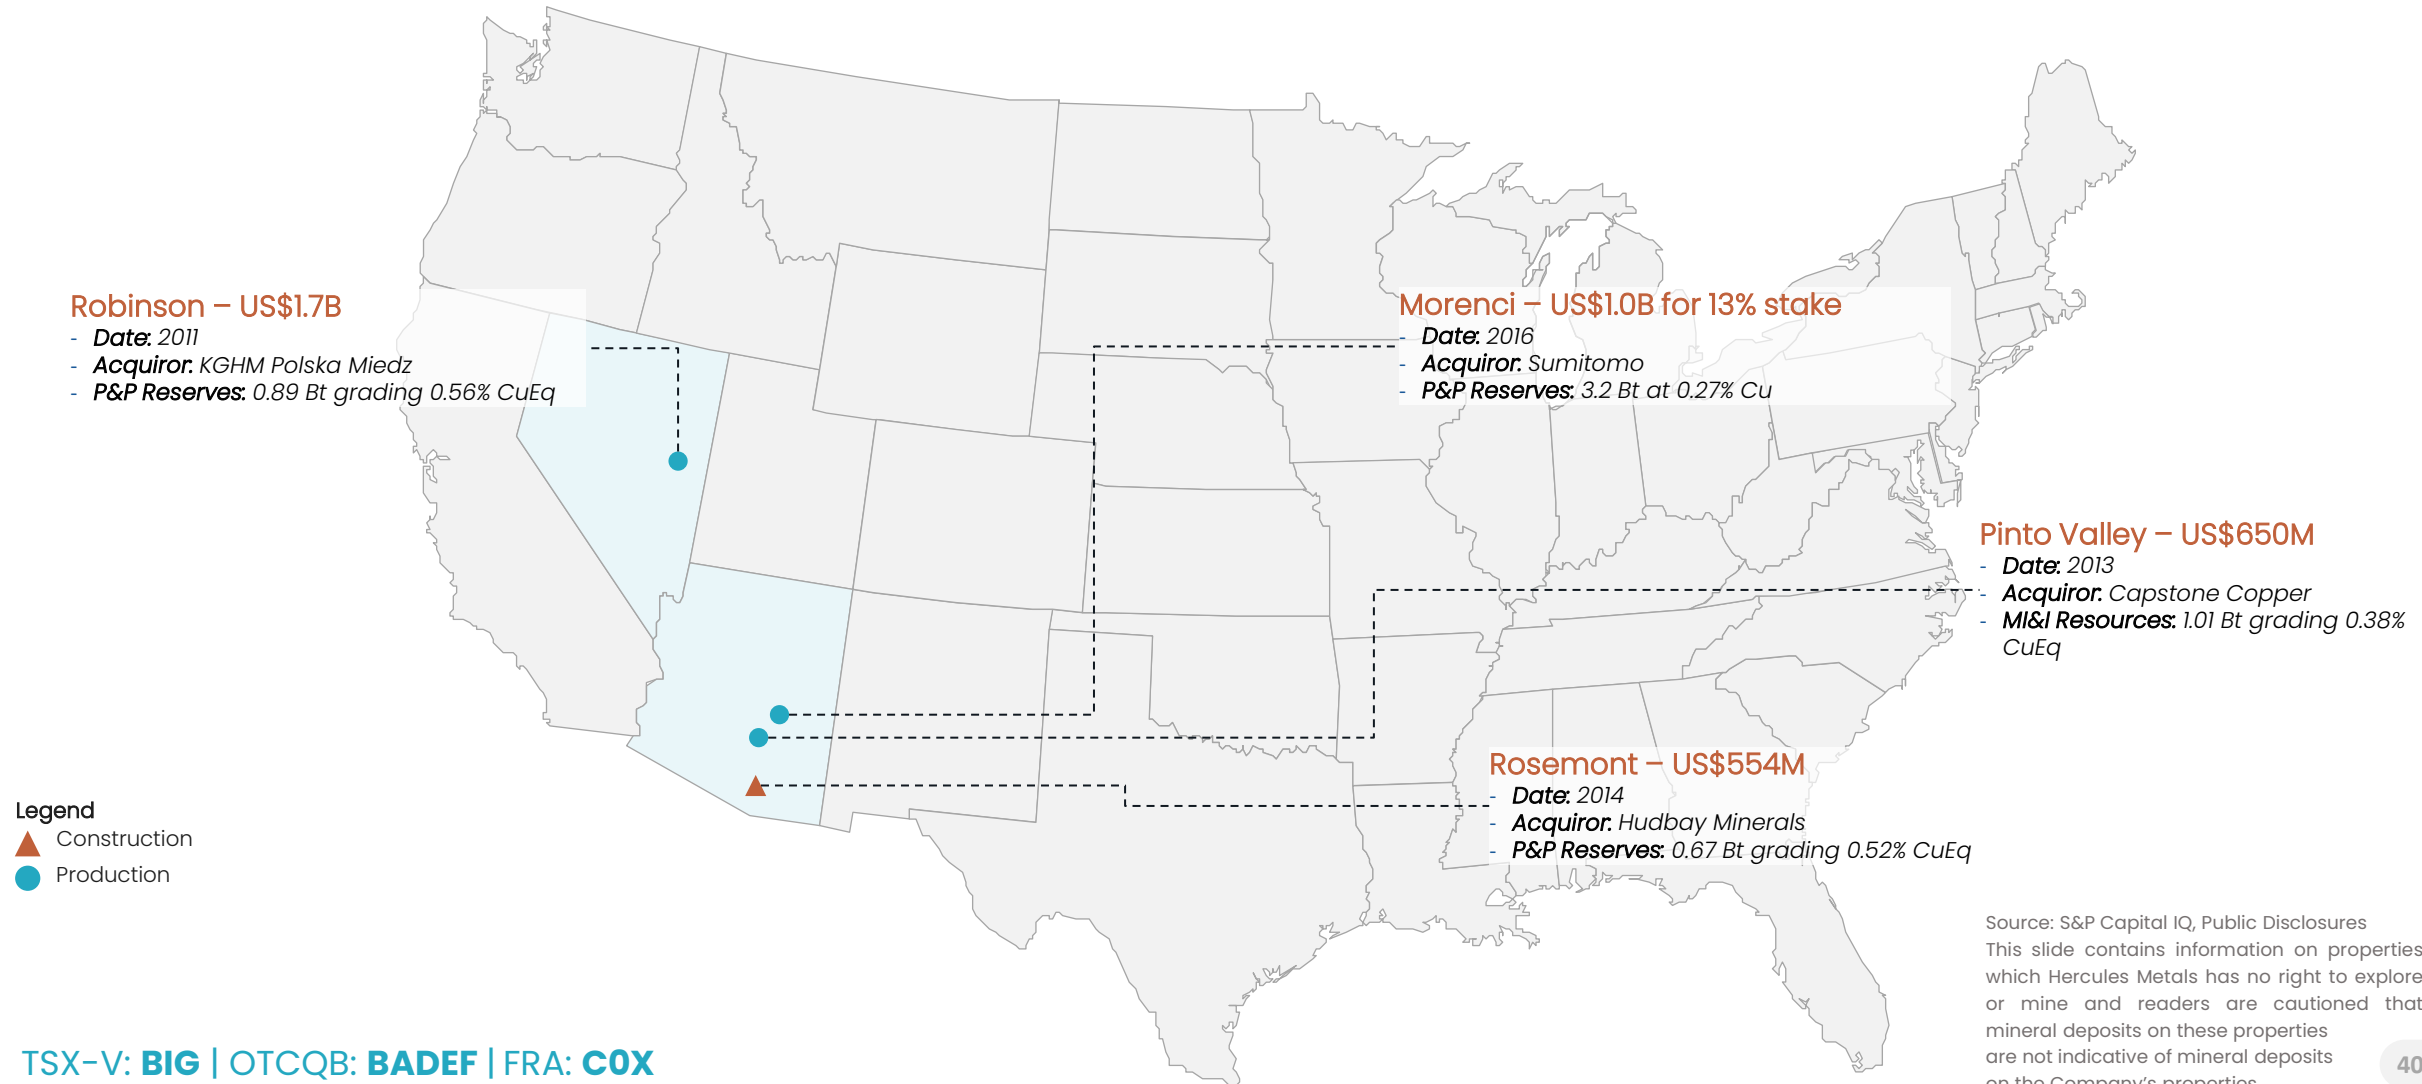 Robinson – US$1.7B
- Date: 2011
- Acquiror: KGHM Polska Miedz
- P&P Reserves: 0.89 Bt grading 0.56% CuEq
Morenci – US$1.0B for 13% stake
- Date: 2016
- Acquiror: Sumitomo
- P&P Reserves: 3.2 Bt at 0.27% Cu
Pinto Valley – US$650M
- Date: 2013
- Acquiror: Capstone Copper
- MI&I Resources: 1.01 Bt grading 0.38%
CuEq
Rosemont – US$554M
- Date: 2014
- Acquiror: Hudbay Minerals
- P&P Reserves: 0.67 Bt grading 0.52% CuEq
Legend
Construction
Production
Source: S&P Capital IQ, Public Disclosures
This slide contains information on properties
which Hercules Metals has no right to explore
or mine and readers are cautioned that
mineral deposits on these properties
are not indicative of mineral deposits
on the Company's properties
TSX-V: BIG | OTCQB: BADEF | FRA: C0X
40